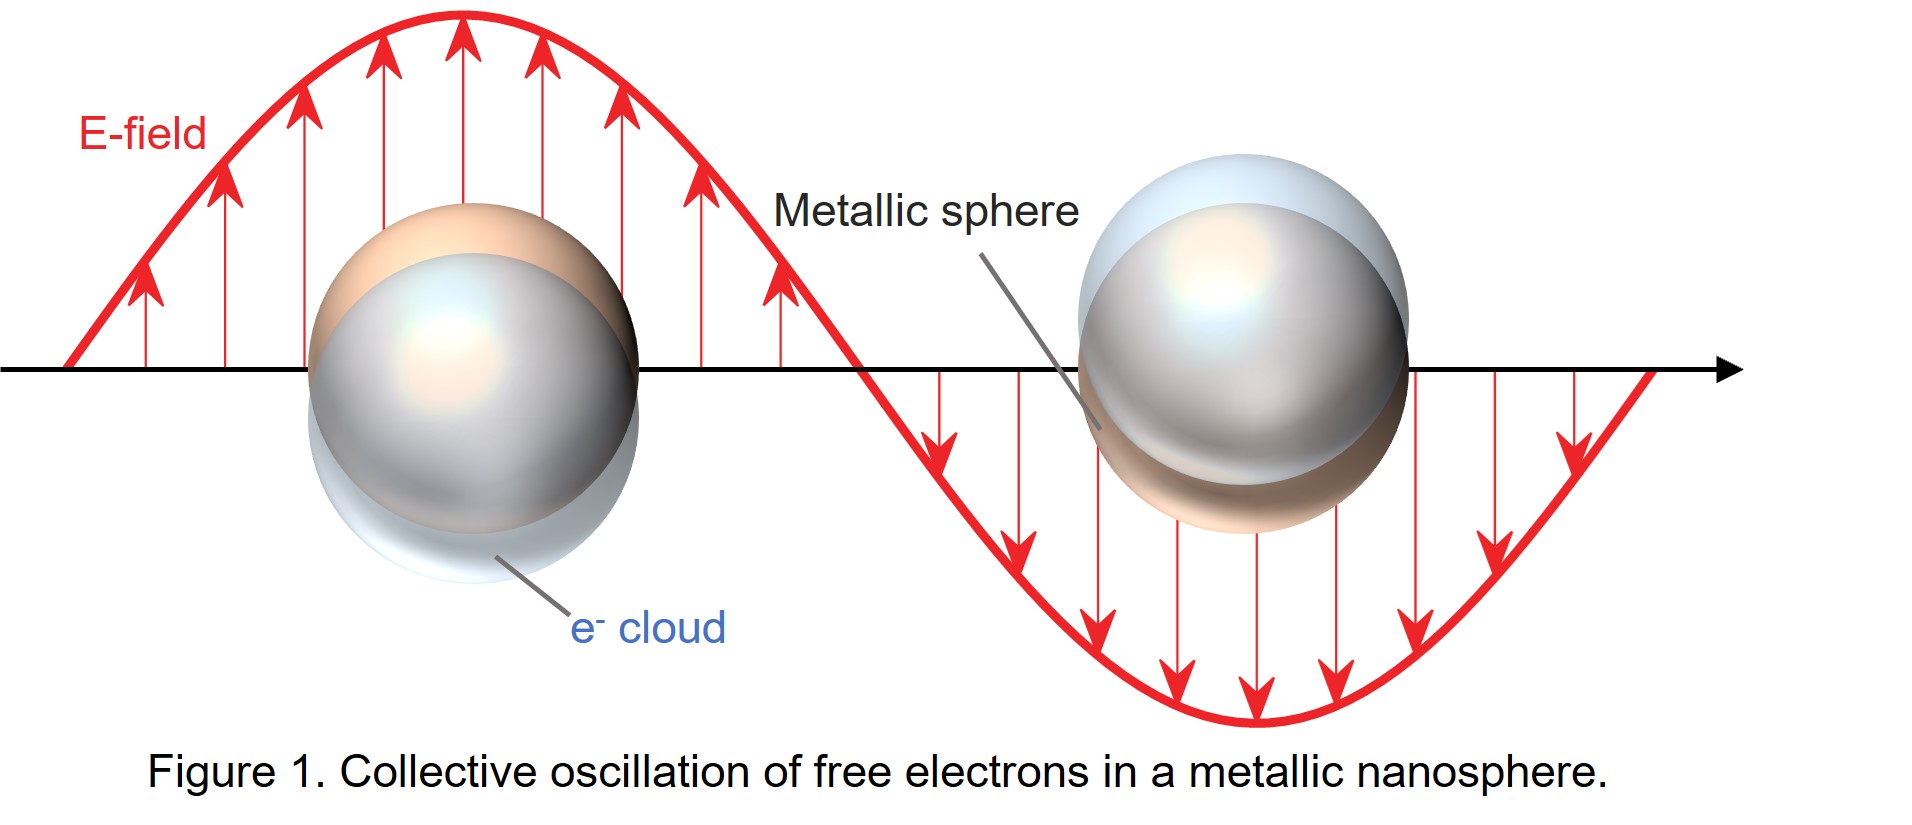 E-field
Metallic sphere
e⁻ cloud
Figure 1. Collective oscillation of free electrons in a metallic nanosphere.